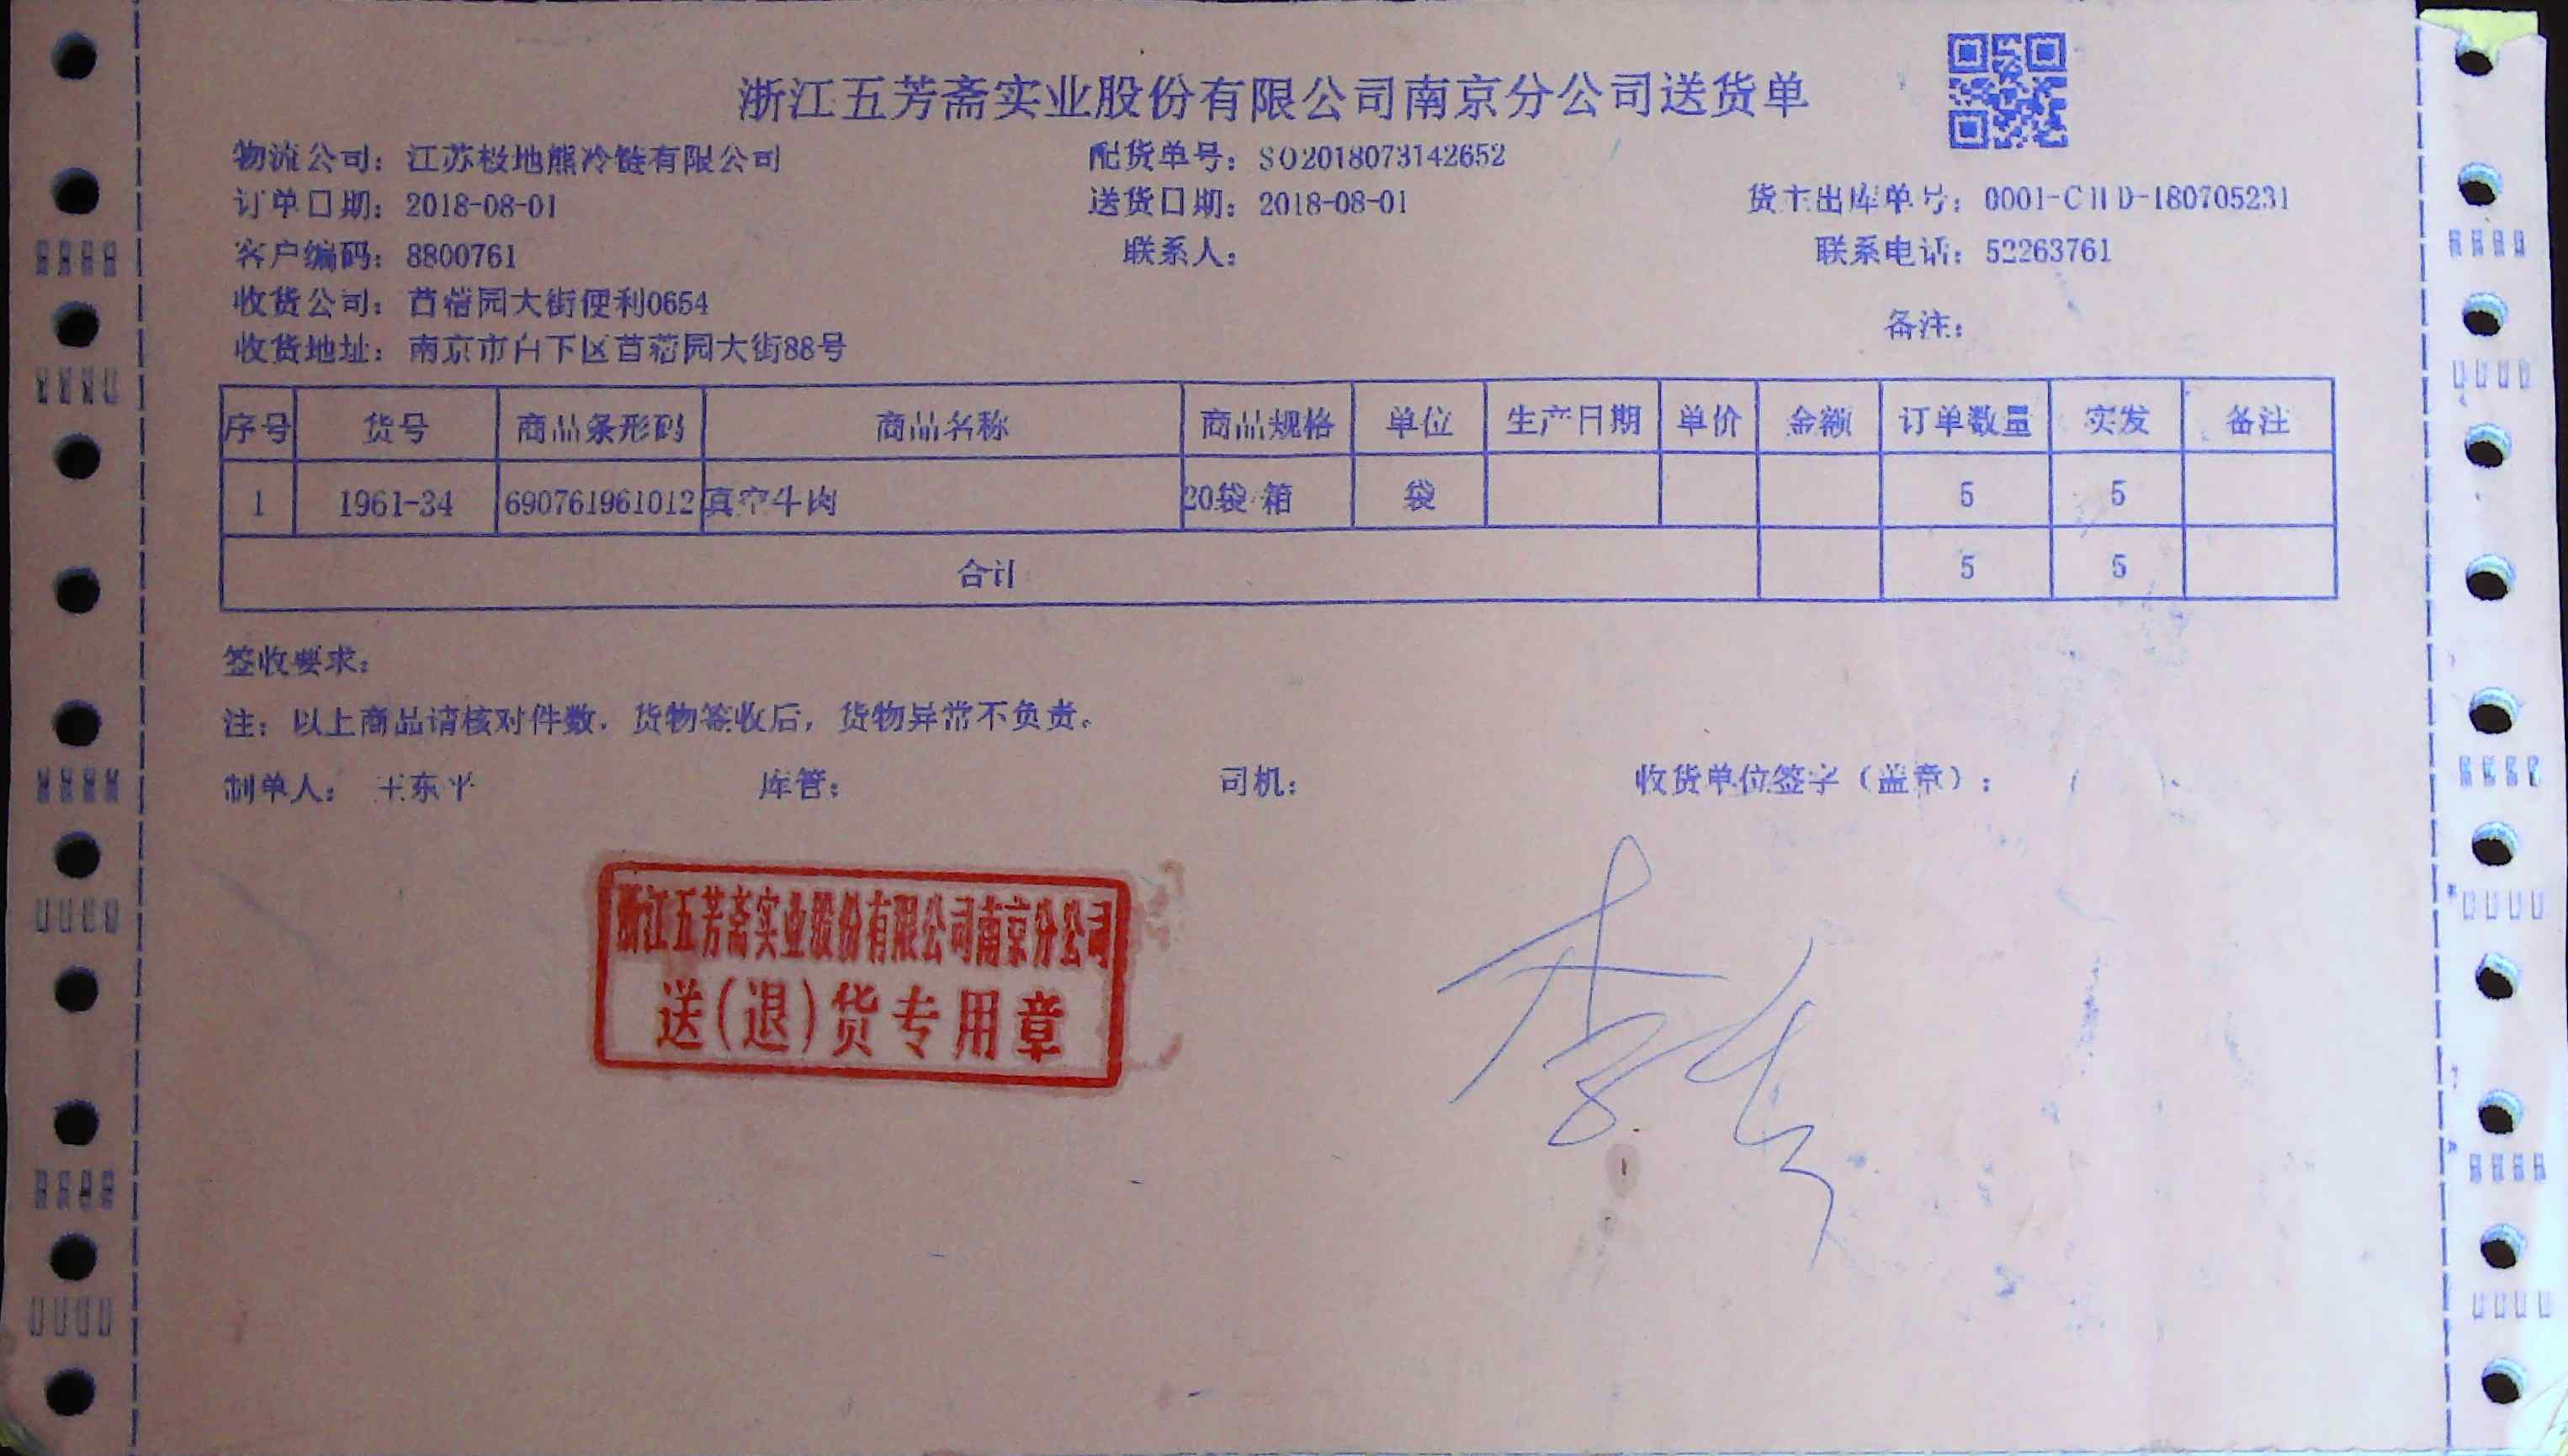 浙江五芳斋实业股份有限公司南京分公司送货单
物流公司：江苏极地熊冷链有限公司 配货单号：SO2018073142652
订单日期：2018-08-01 送货日期：2018-08-01 货主出库单号：0001-CHD-180705231
客户编码：8800761 联系人： 联系电话：52263761
收货公司：苜蓿园大街便利0654
备注：
收货地址：南京市白下区苜蓿园大街88号
序号 货号 商品条形码 商品名称 商品规格 单位 生产日期 单价 金额 订单数量 实发 备注
1 1961-34 690761961012 真空牛肉 20袋/箱 袋 5 5
合计 5 5
签收要求：
注：以上商品请核对件数，货物签收后，货物异常不负责。
制单人： 王东平 库管： 司机： 收货单位签字（盖章）：
浙江五芳斋实业股份有限公司南京分公司
送(退)货专用章